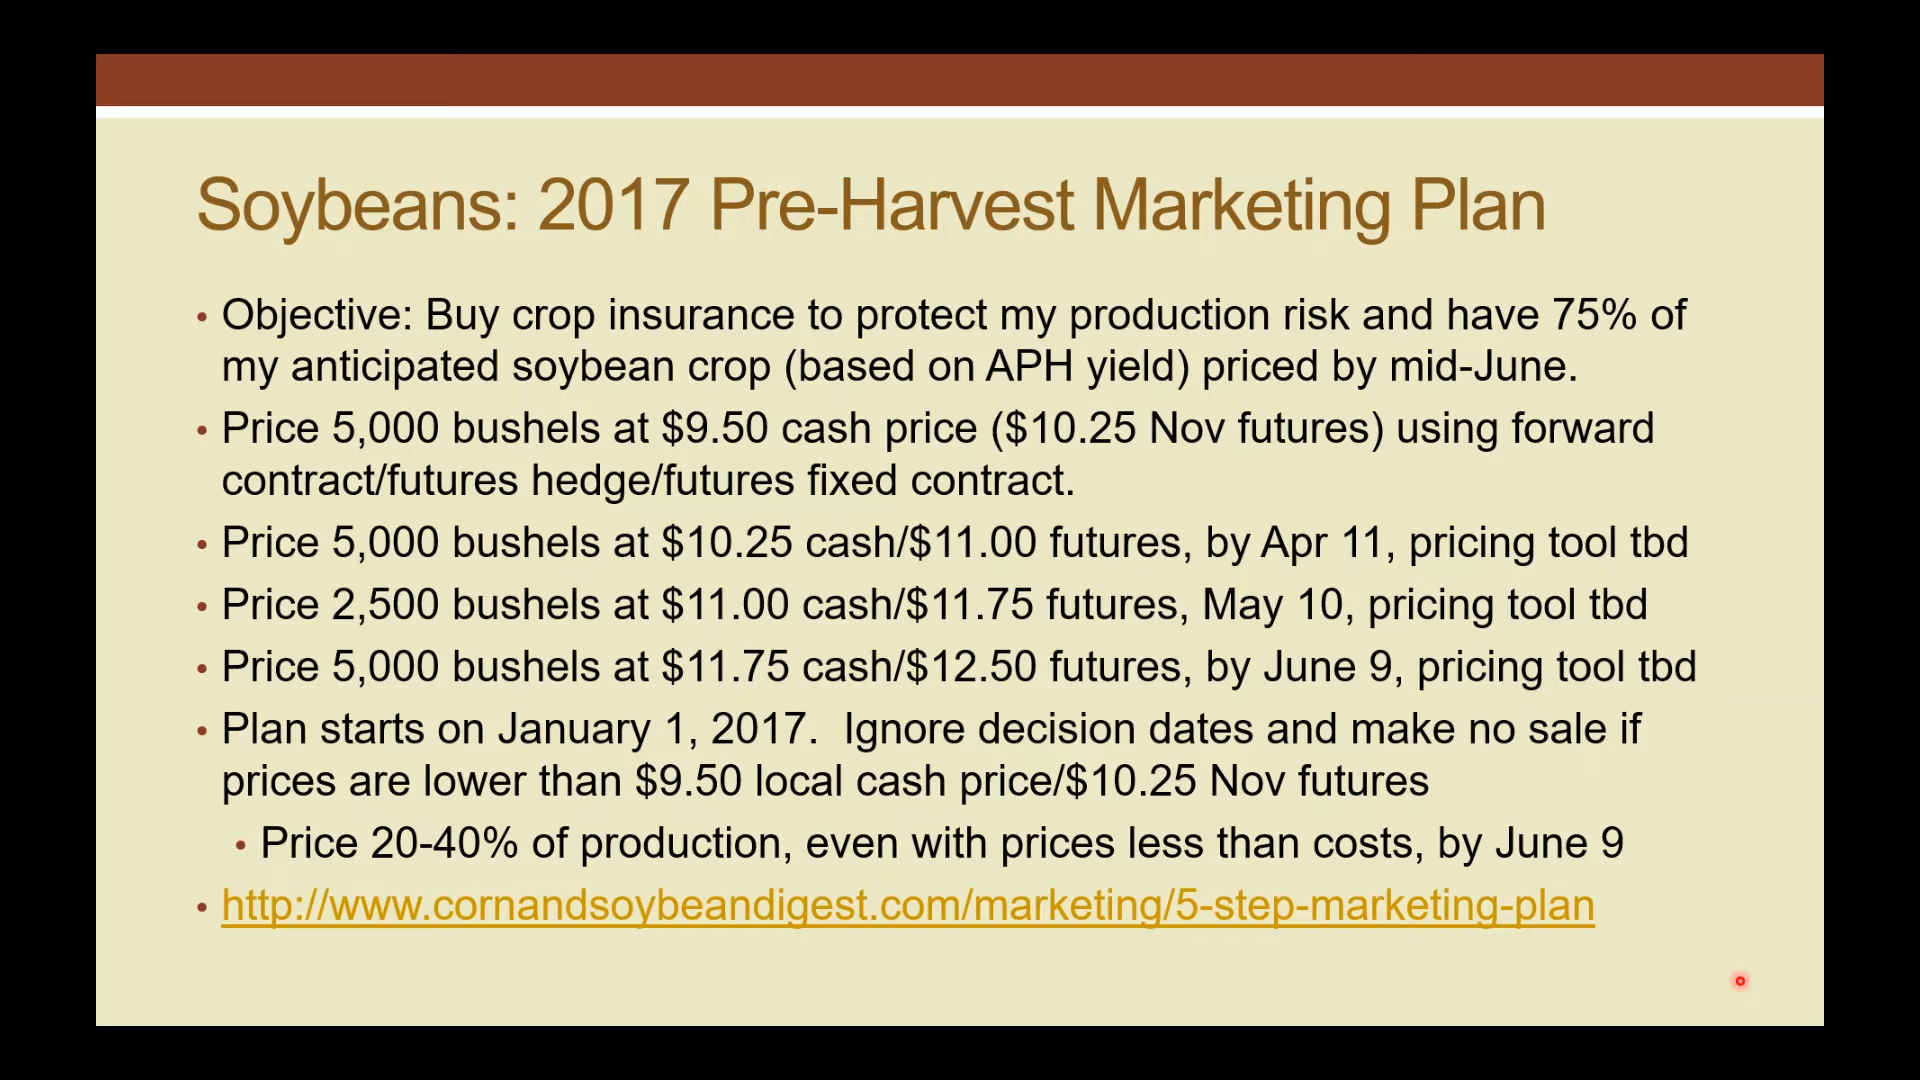 Soybeans: 2017 Pre-Harvest Marketing Plan
• Objective: Buy crop insurance to protect my production risk and have 75% of
my anticipated soybean crop (based on APH yield) priced by mid-June.
• Price 5,000 bushels at $9.50 cash price ($10.25 Nov futures) using forward
contract/futures hedge/futures fixed contract.
• Price 5,000 bushels at $10.25 cash/$11.00 futures, by Apr 11, pricing tool tbd
• Price 2,500 bushels at $11.00 cash/$11.75 futures, May 10, pricing tool tbd
• Price 5,000 bushels at $11.75 cash/$12.50 futures, by June 9, pricing tool tbd
• Plan starts on January 1, 2017.  Ignore decision dates and make no sale if
prices are lower than $9.50 local cash price/$10.25 Nov futures
• Price 20-40% of production, even with prices less than costs, by June 9
• http://www.cornandsoybeandigest.com/marketing/5-step-marketing-plan